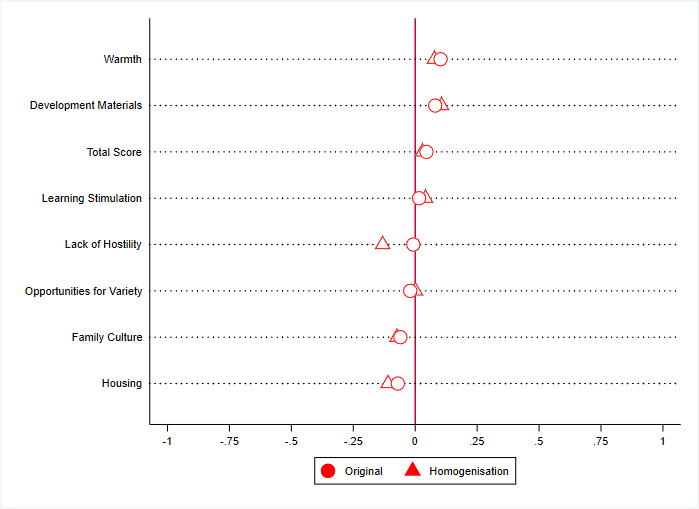 Warmth
Development Materials
Total Score
Learning Stimulation
Lack of Hostility
Opportunities for Variety
Family Culture
Housing
-1 -.75 -.5 -.25 0 .25 .5 .75 1
Original Homogenisation